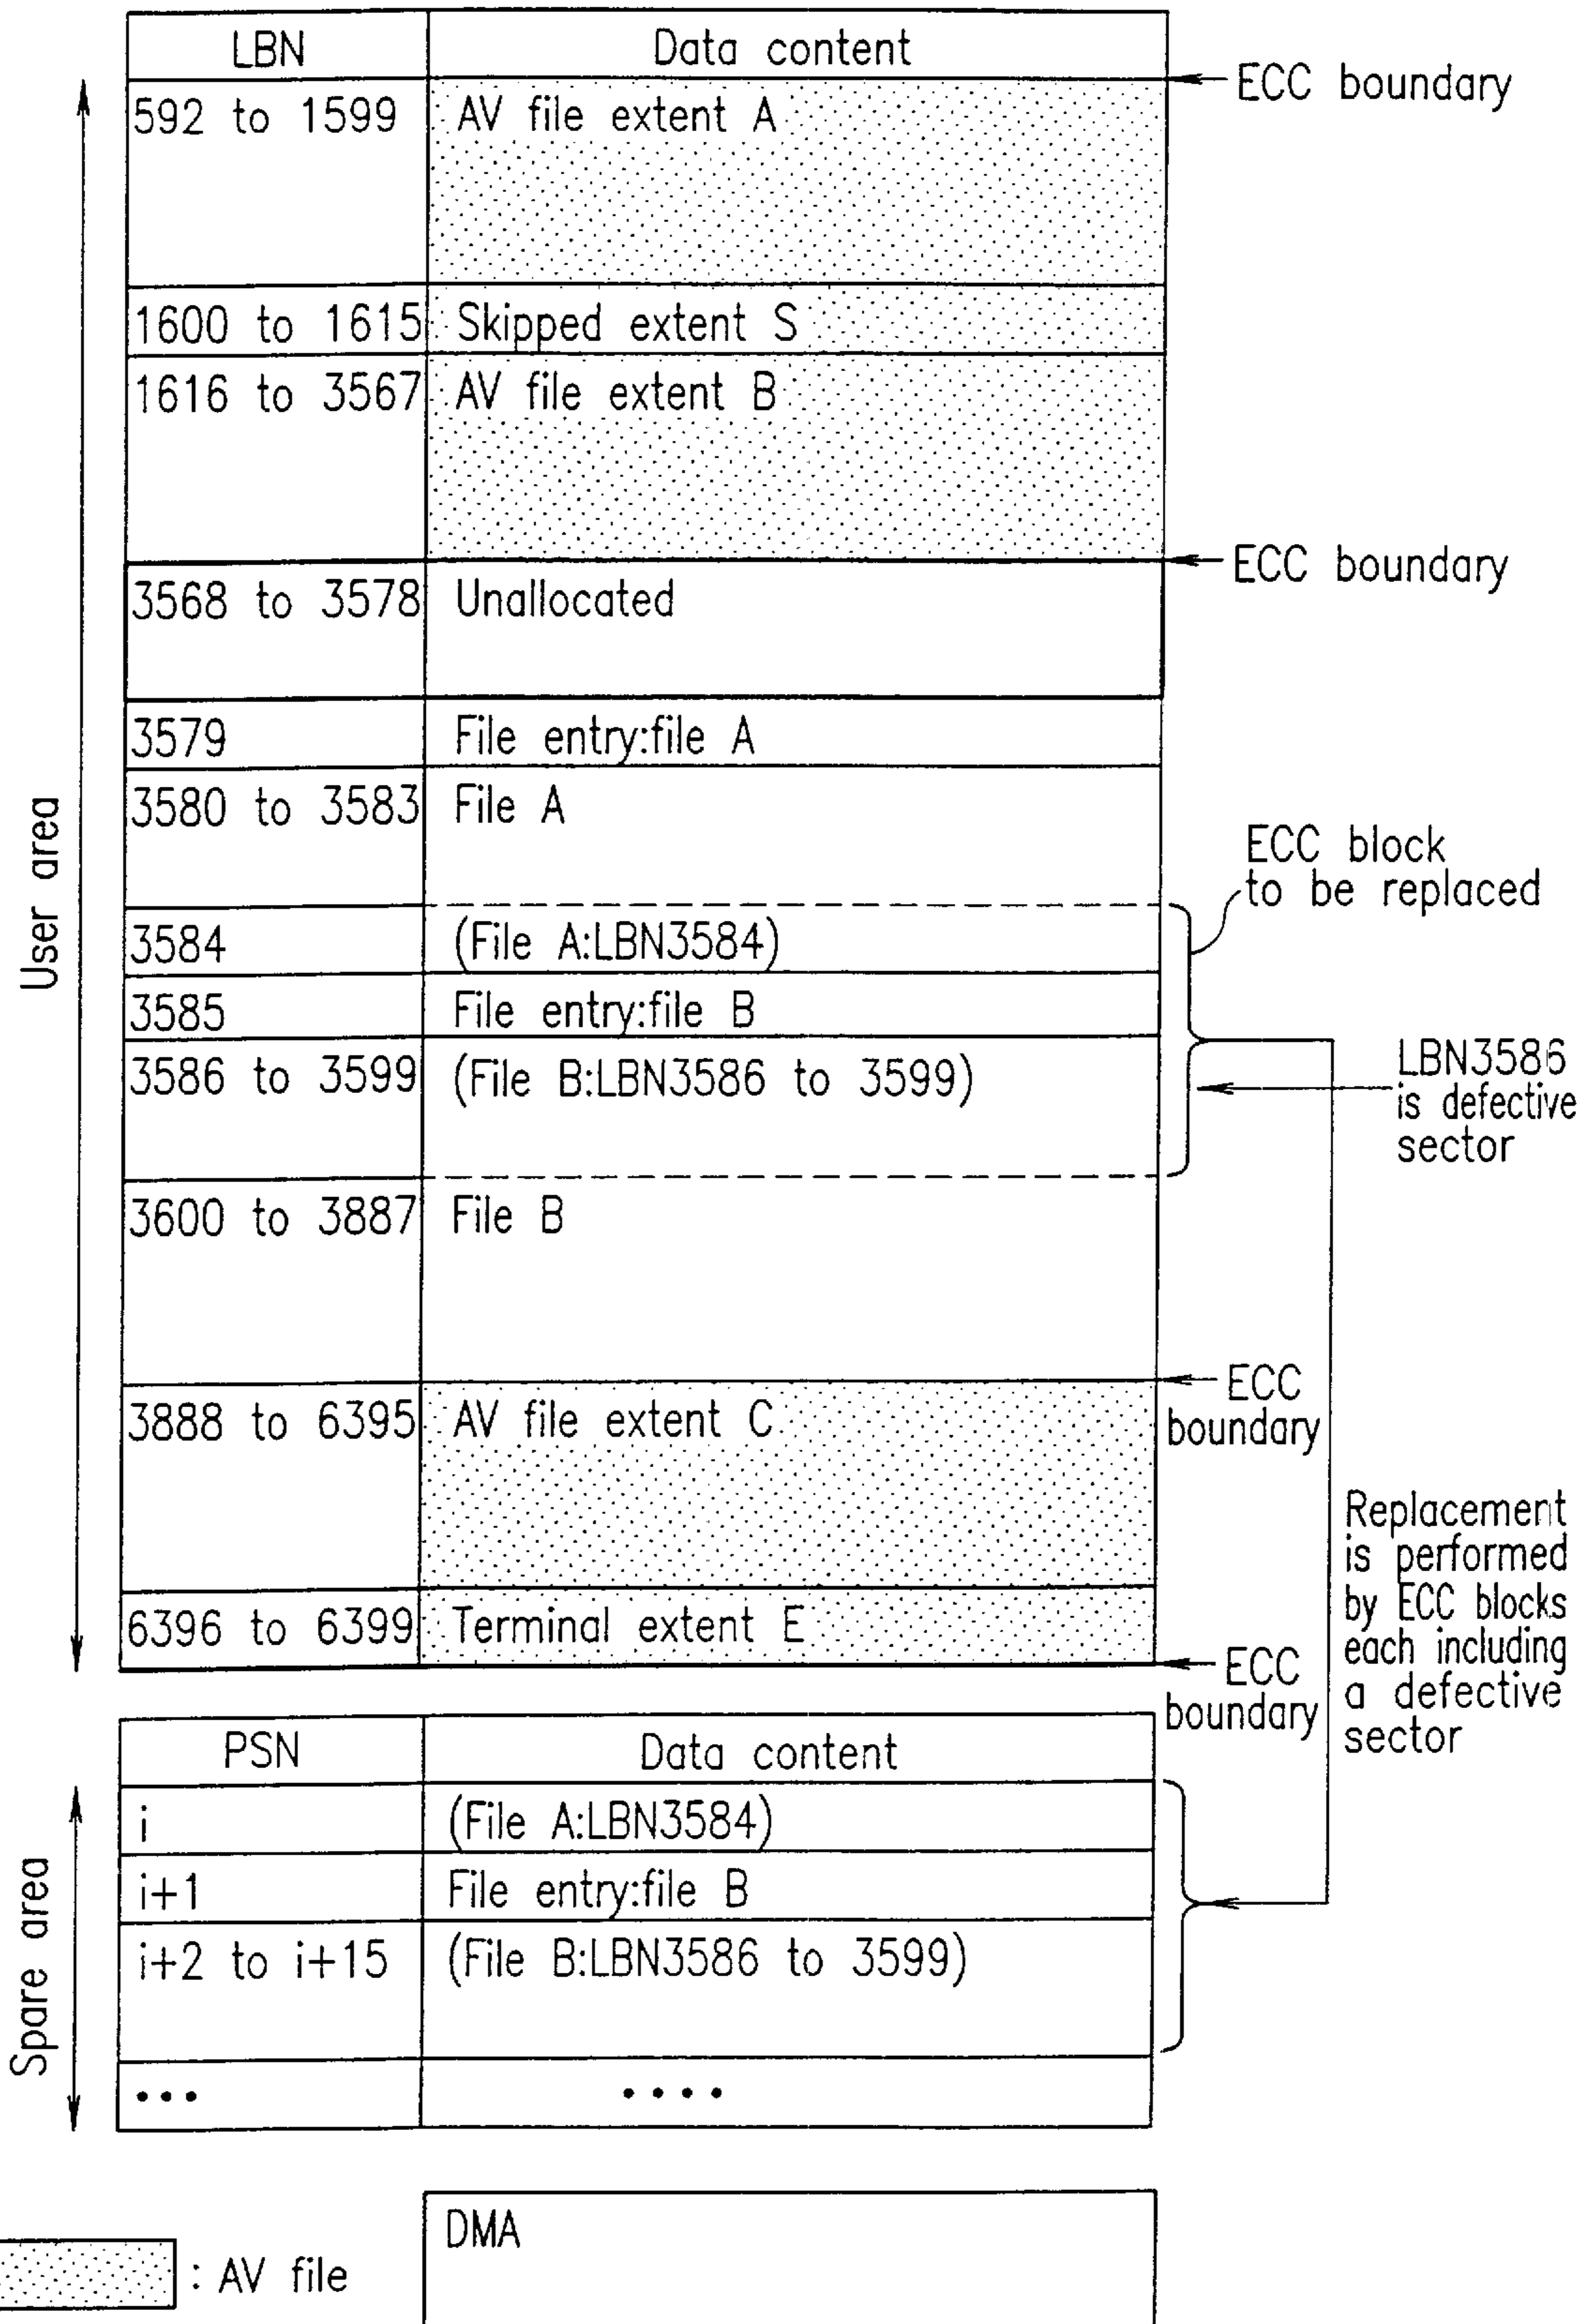 LBN Data content
ECC boundary
592 to 1599 AV file extent A
1600 to 1615 Skipped extent S
1616 to 3567 AV file extent B
ECC boundary
3568 to 3578 Unallocated
3579 File entry:file A
3580 to 3583 File A
ECC block
to be replaced
3584 (File A:LBN3584)
3585 File entry:file B
3586 to 3599 (File B:LBN3586 to 3599)
LBN3586
is defective
sector
3600 to 3887 File B
ECC
boundary
3888 to 6395 AV file extent C
6396 to 6399 Terminal extent E
ECC
boundary
User area
Replacement
is performed
by ECC blocks
each including
a defective
sector
PSN Data content
i (File A:LBN3584)
i+1 File entry:file B
i+2 to i+15 (File B:LBN3586 to 3599)
••• ••••
Spare area
DMA
: AV file